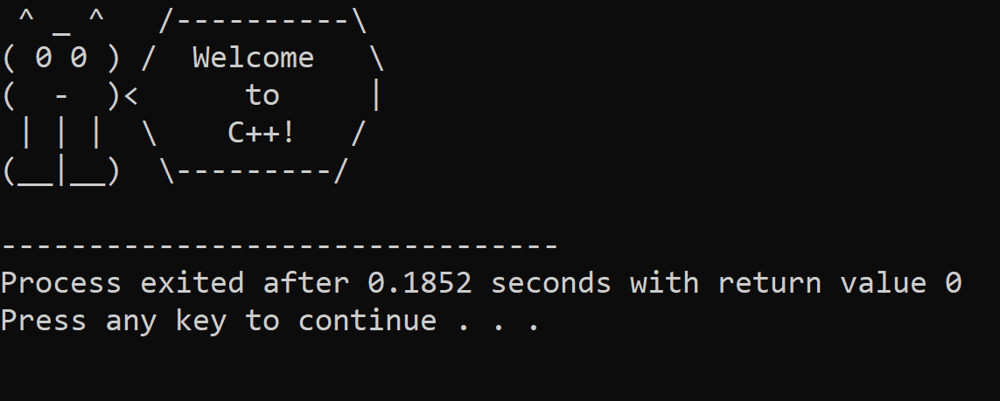 ^ _ ^   /----------\
( 0 0 ) /  Welcome   \
(  -  )<      to     |
 | | |  \    C++!   /
(__|__)  \---------/

--------------------------------
Process exited after 0.1852 seconds with return value 0
Press any key to continue . . .